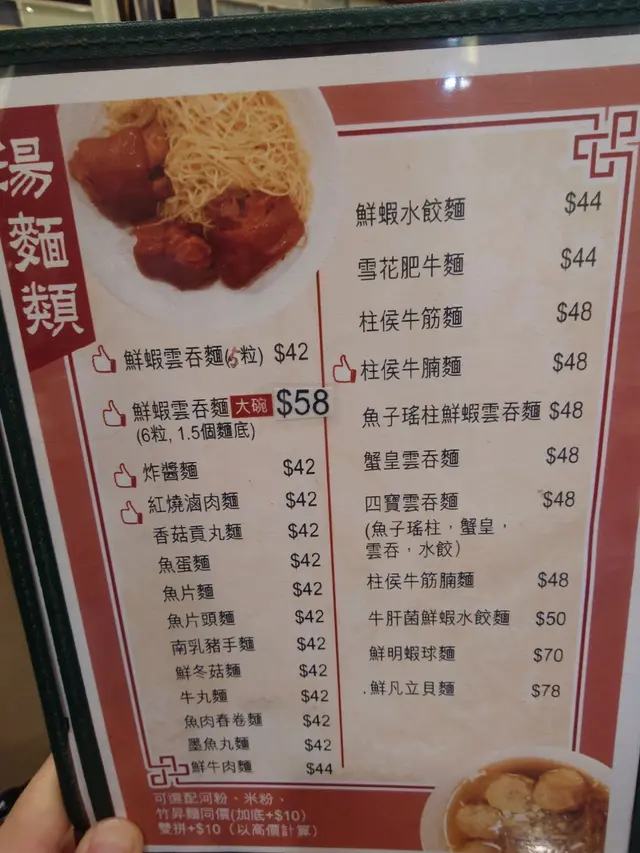 湯麵類
鮮蝦雲吞麵(5粒) $42
鮮蝦雲吞麵 大碗 $58
(6粒, 1.5個麵底)
炸醬麵 $42
紅燒滷肉麵 $42
香菇貢丸麵 $42
魚蛋麵 $42
魚片麵 $42
魚片頭麵 $42
南乳豬手麵 $42
鮮冬菇麵 $42
牛丸麵 $42
魚肉春卷麵 $42
墨魚丸麵 $42
鮮牛肉麵 $44
可選配河粉、米粉、
竹昇麵同價(加底+$10)
雙拼+$10（以高價計算）
鮮蝦水餃麵 $44
雪花肥牛麵 $44
柱侯牛筋麵 $48
柱侯牛腩麵 $48
魚子瑤柱鮮蝦雲吞麵 $48
蟹皇雲吞麵 $48
四寶雲吞麵 $48
(魚子瑤柱，蟹皇，
雲吞，水餃)
柱侯牛筋腩麵 $48
牛肝菌鮮蝦水餃麵 $50
鮮明蝦球麵 $70
鮮凡立貝麵 $78